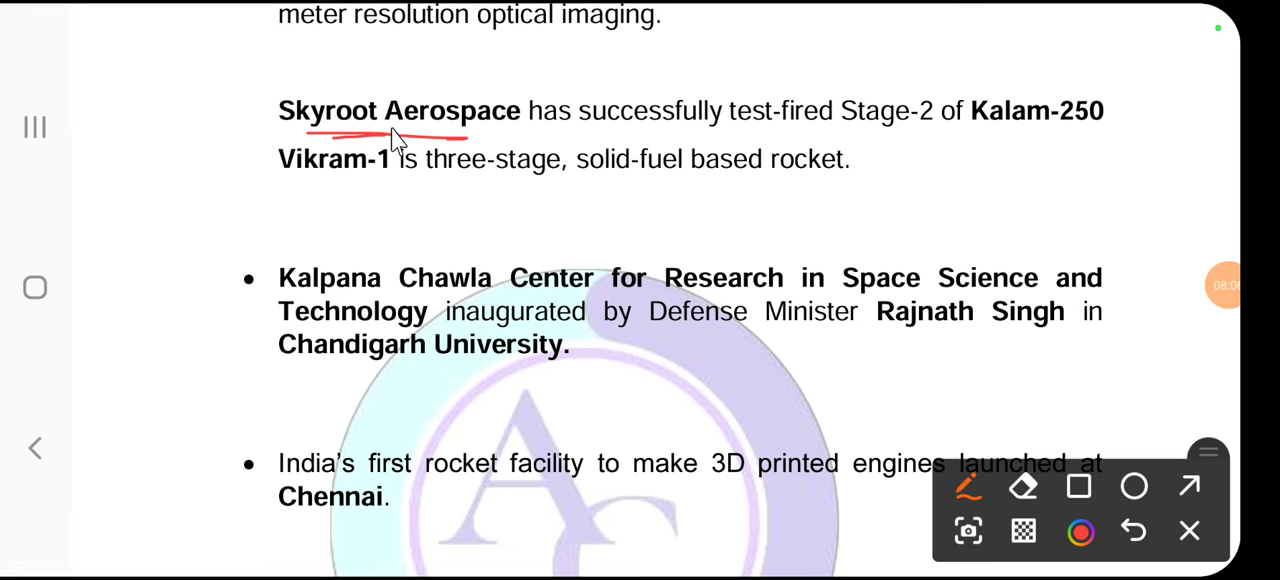 meter resolution optical imaging.
Skyroot Aerospace has successfully test-fired Stage-2 of Kalam-250
Vikram-1 is three-stage, solid-fuel based rocket.
• Kalpana Chawla Center for Research in Space Science and
Technology inaugurated by Defense Minister Rajnath Singh in
Chandigarh University.
• India’s first rocket facility to make 3D printed engines launched at
Chennai.
AC